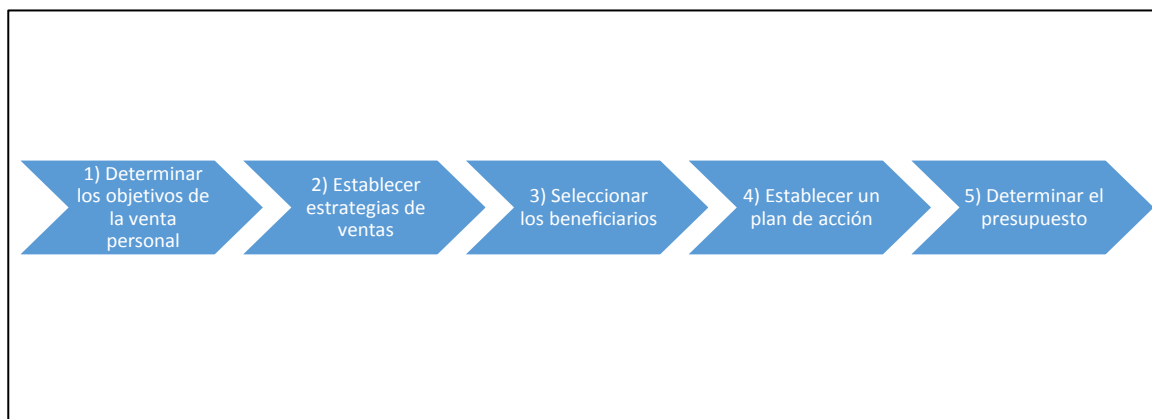 1) Determinar
los objetivos de
la venta
personal
2) Establecer
estrategias de
ventas
3) Seleccionar
los beneficiarios
4) Establecer un
plan de acción
5) Determinar el
presupuesto